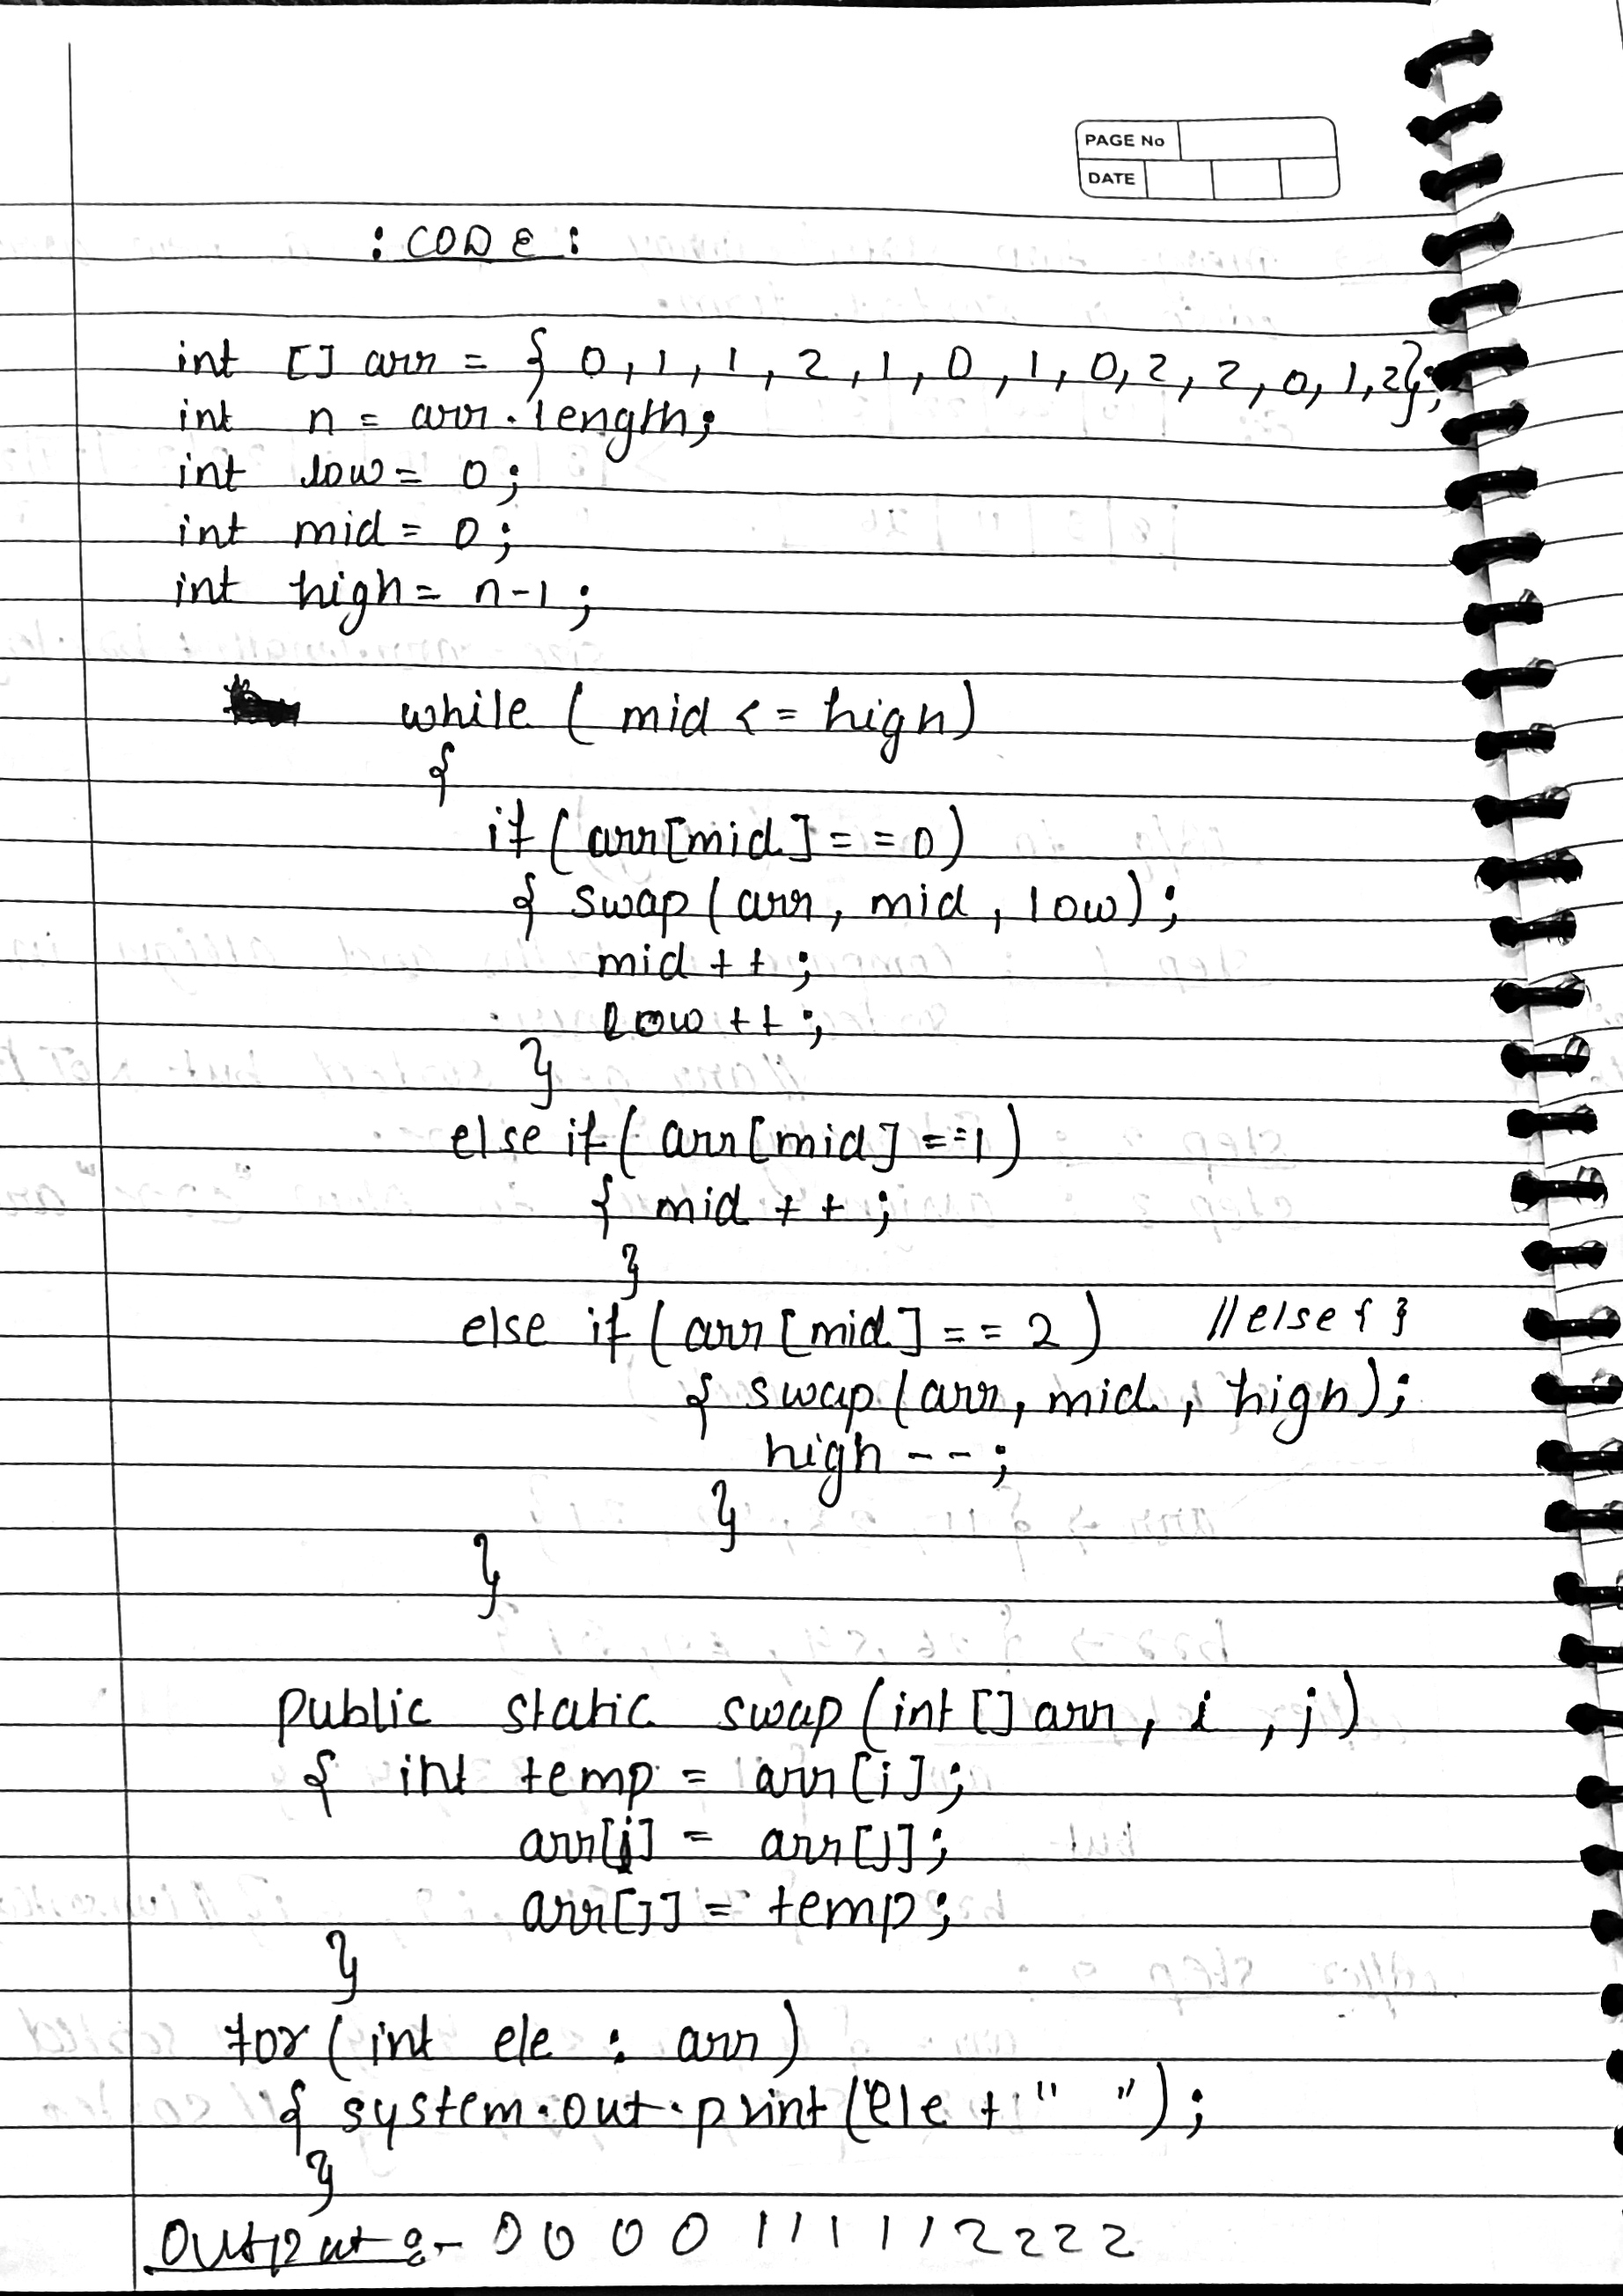 PAGE No
DATE
: CODE :
int [] arr = { 0, 1, 1, 2, 1, 0, 1, 0, 2, 2, 0, 1, 2};
int n = arr.length;
int low = 0;
int mid = 0;
int high = n-1;
while ( mid <= high)
{
if (arr[mid] == 0)
{ swap (arr, mid, low);
mid ++;
low ++;
}
else if ( arr[mid] ==1)
{ mid ++;
}
else if (arr[mid] == 2) //else { }
{ swap (arr, mid, high);
high --;
}
}
public static swap (int [] arr, i, j)
{ int temp = arr[i];
arr[i] = arr[j];
arr[j] = temp;
}
for (int ele : arr)
{ system.out.print (ele + " ");
}
Output :- 0 0 0 0 1 1 1 1 1 2 2 2 2